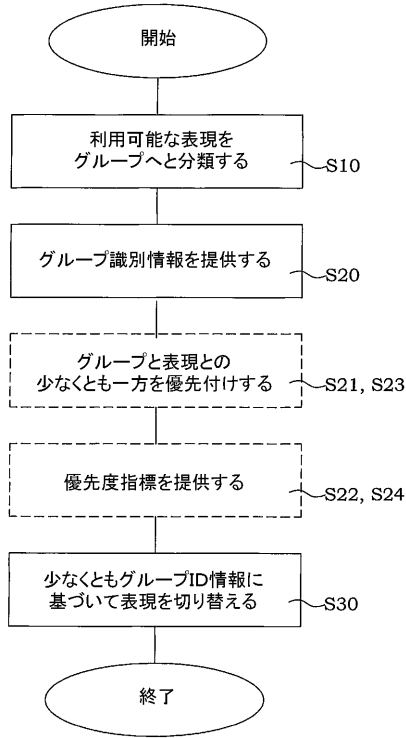 開始
利用可能な表現を
グループへと分類する
S10
グループ識別情報を提供する
S20
グループと表現との
少なくとも一方を優先付けする
S21, S23
優先度指標を提供する
S22, S24
少なくともグループID情報に
基づいて表現を切り替える
S30
終了